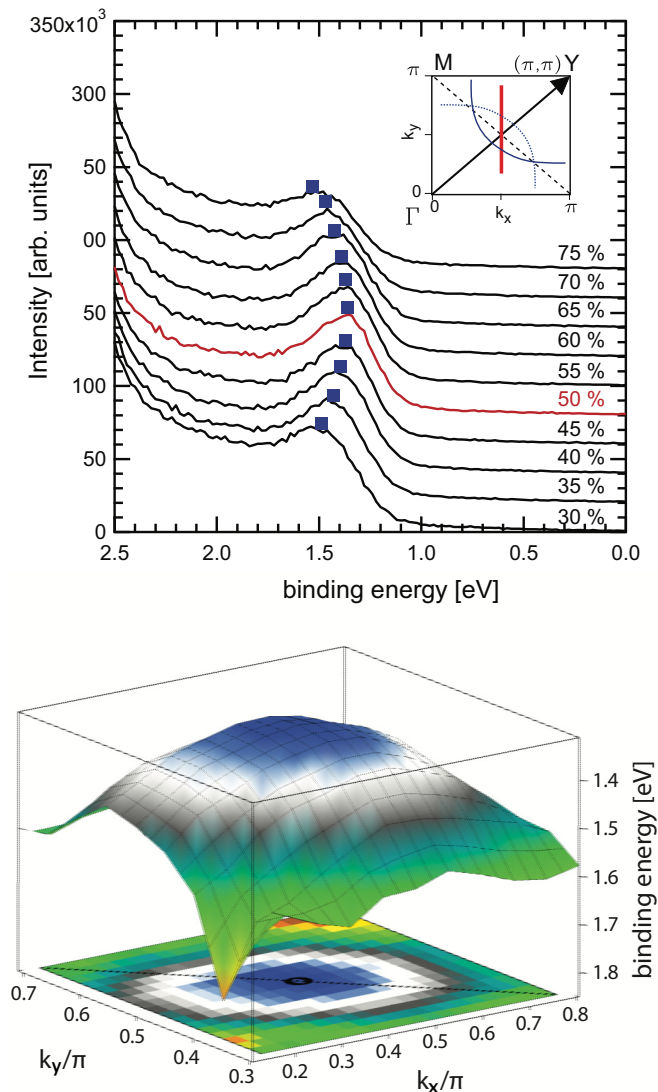 350x10³
300
50
00
50
100
50
0
Intensity [arb. units]
π M (π,π) Y
k_y
0
Γ 0 k_x π
75 %
70 %
65 %
60 %
55 %
50 %
45 %
40 %
35 %
30 %
2.5 2.0 1.5 1.0 0.5 0.0
binding energy [eV]
1.4
1.5
1.6
1.7
1.8
binding energy [eV]
0.7 0.6 0.5 0.4 0.3
k_y/π
0.2 0.3 0.4 0.5 0.6 0.7 0.8
k_x/π